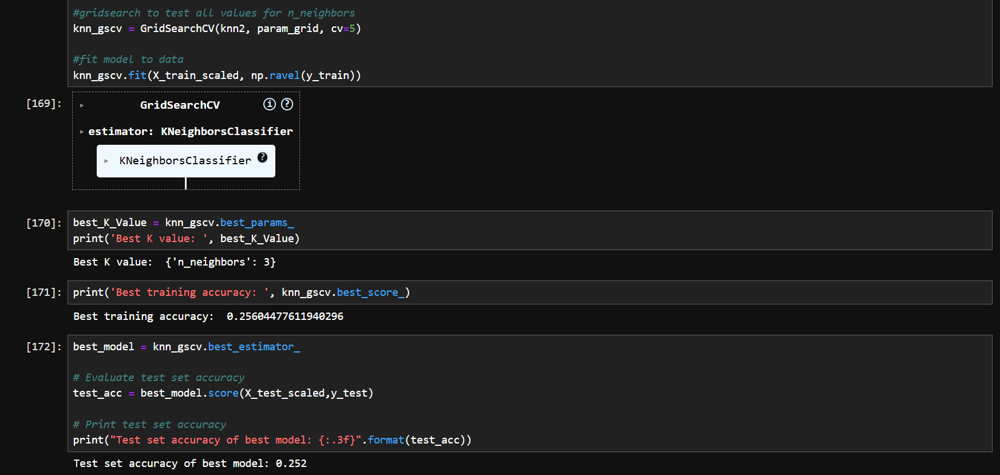 #gridsearch to test all values for n_neighbors
knn_gscv = GridSearchCV(knn2, param_grid, cv=5)
#fit model to data
knn_gscv.fit(X_train_scaled, np.ravel(y_train))
[169]:
GridSearchCV
estimator: KNeighborsClassifier
KNeighborsClassifier
[170]:
best_K_Value = knn_gscv.best_params_
print('Best K value: ', best_K_Value)
Best K value:  {'n_neighbors': 3}
[171]:
print('Best training accuracy: ', knn_gscv.best_score_)
Best training accuracy:  0.25604477611940296
[172]:
best_model = knn_gscv.best_estimator_
# Evaluate test set accuracy
test_acc = best_model.score(X_test_scaled,y_test)
# Print test set accuracy
print("Test set accuracy of best model: {:.3f}".format(test_acc))
Test set accuracy of best model: 0.252